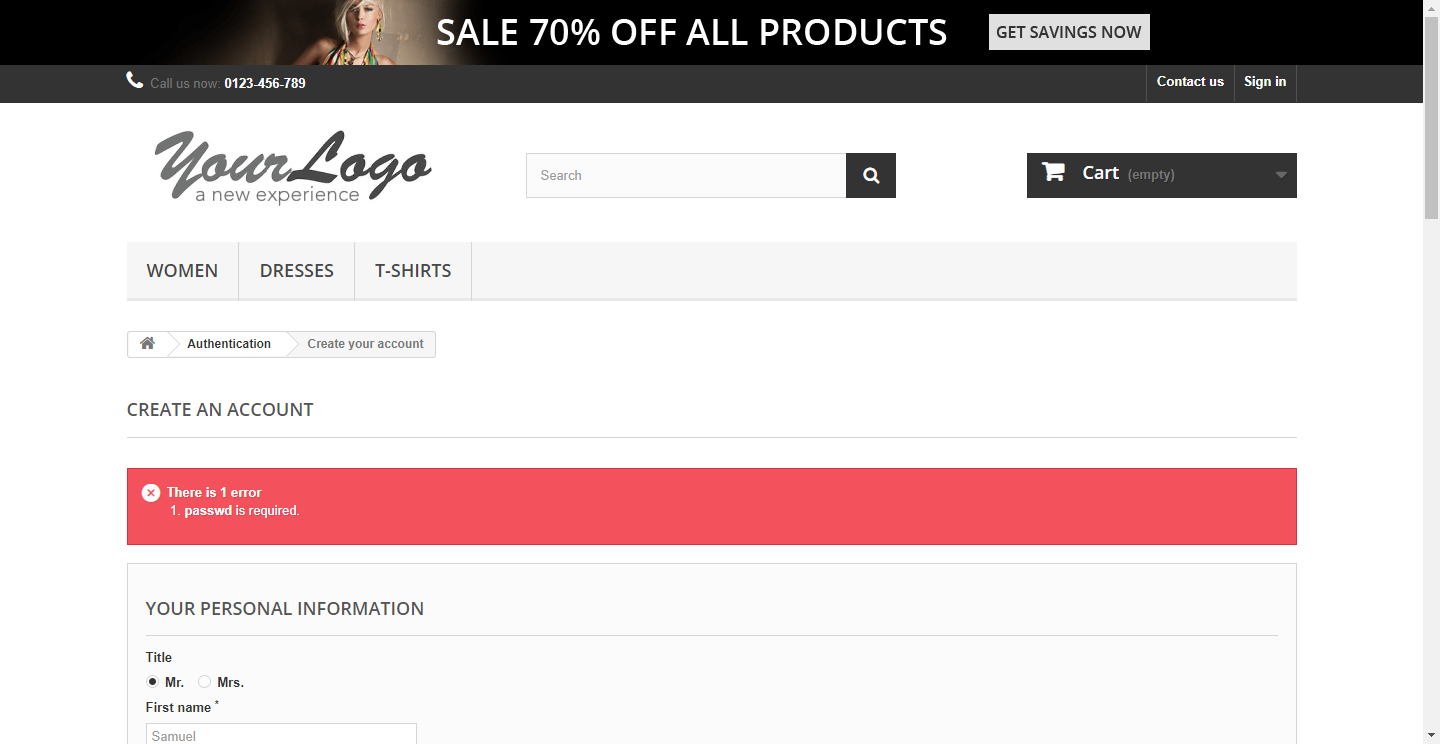 SALE 70% OFF ALL PRODUCTS GET SAVINGS NOW
Call us now: 0123-456-789 Contact us Sign in
YourLogo
a new experience
Search
Cart (empty)
WOMEN DRESSES T-SHIRTS
Authentication Create your account
CREATE AN ACCOUNT
There is 1 error
1. passwd is required.
YOUR PERSONAL INFORMATION
Title
Mr. Mrs.
First name *
Samuel